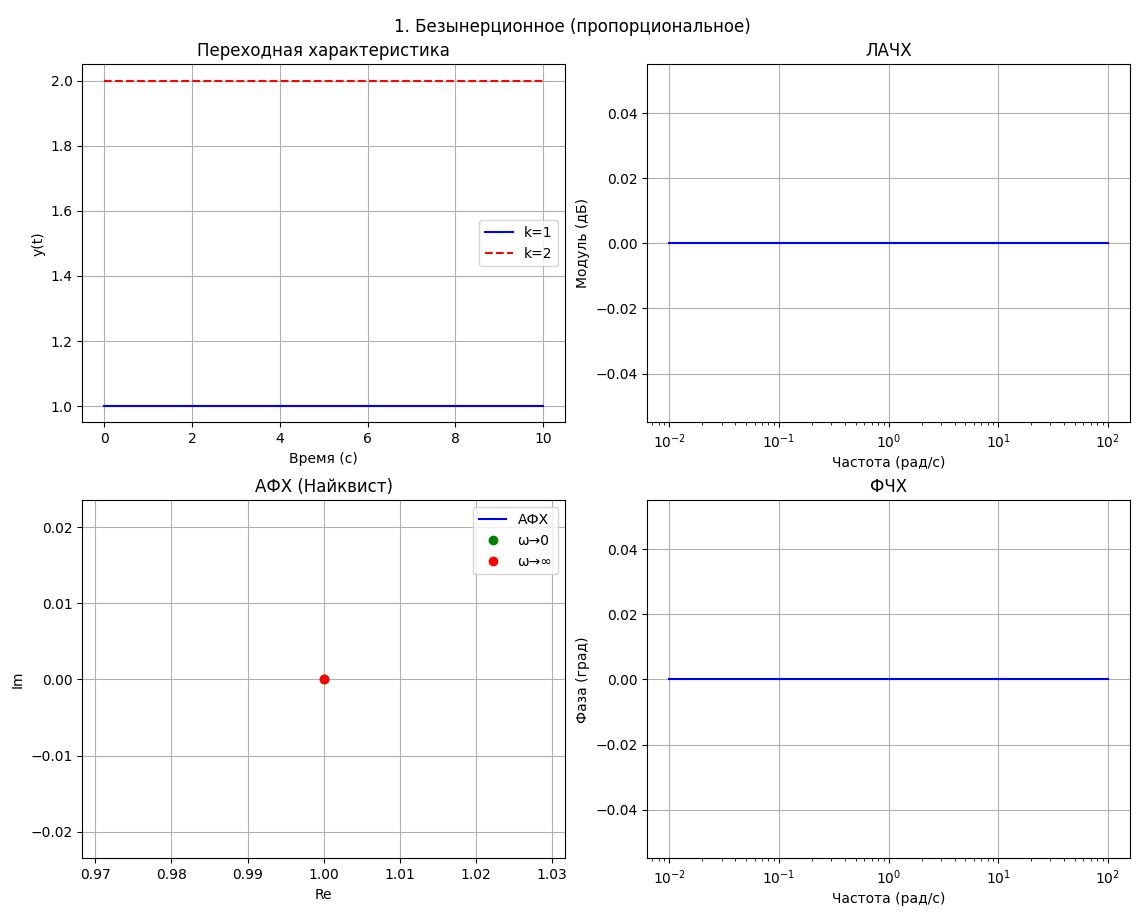 1. Безынерционное (пропорциональное)
Переходная характеристика
2.0
1.8
1.6
1.4
1.2
1.0
y(t)
k=1
k=2
0 2 4 6 8 10
Время (с)
ЛАЧХ
0.04
0.02
0.00
−0.02
−0.04
Модуль (дБ)
10⁻² 10⁻¹ 10⁰ 10¹ 10²
Частота (рад/с)
АФХ (Найквист)
0.02
0.01
0.00
−0.01
−0.02
Im
АФХ
ω→0
ω→∞
0.97 0.98 0.99 1.00 1.01 1.02 1.03
Re
ФЧХ
0.04
0.02
0.00
−0.02
−0.04
Фаза (град)
10⁻² 10⁻¹ 10⁰ 10¹ 10²
Частота (рад/с)